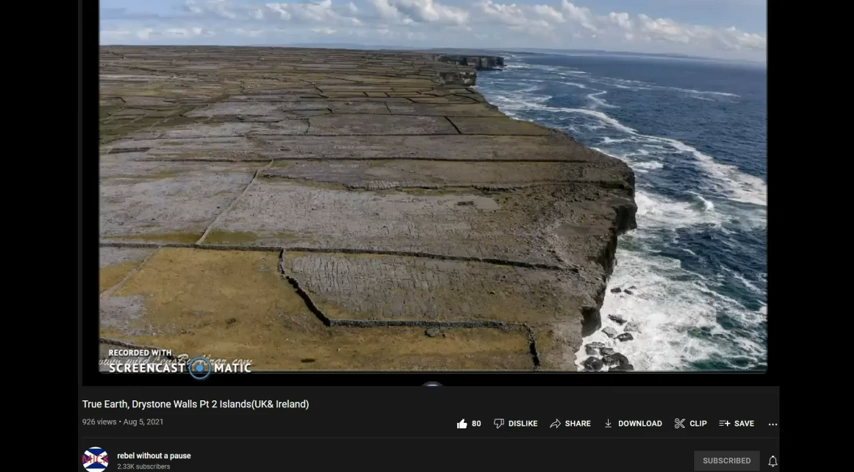 RECORDED WITH
SCREENCAST MATIC
True Earth, Drystone Walls Pt 2 Islands(UK& Ireland)
926 views • Aug 5, 2021
80
DISLIKE
SHARE
DOWNLOAD
CLIP
SAVE
rebel without a pause
2.33K subscribers
SUBSCRIBED